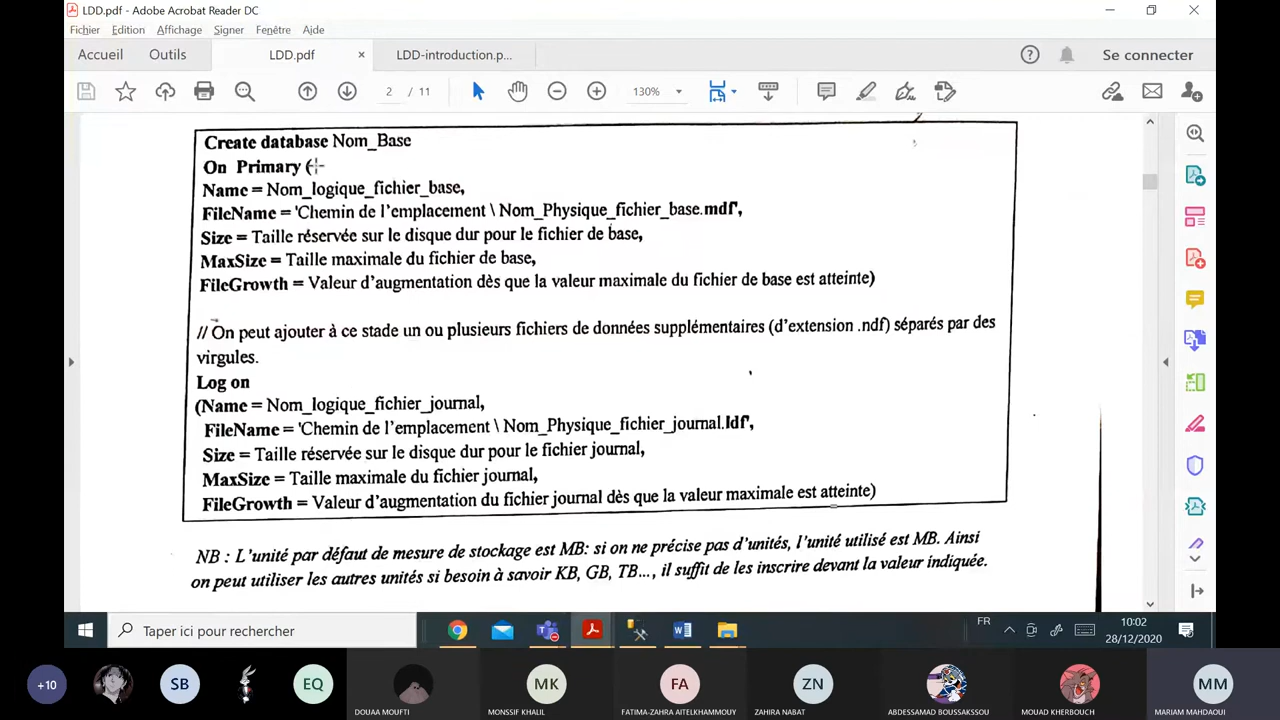 LDD.pdf - Adobe Acrobat Reader DC
Fichier Edition Affichage Signer Fenêtre Aide
Accueil Outils LDD.pdf LDD-introduction.p... Se connecter
2 / 11 130%
Create database Nom_Base
On Primary (
Name = Nom_logique_fichier_base,
FileName = 'Chemin de l'emplacement \ Nom_Physique_fichier_base.mdf',
Size = Taille réservée sur le disque dur pour le fichier de base,
MaxSize = Taille maximale du fichier de base,
FileGrowth = Valeur d'augmentation dès que la valeur maximale du fichier de base est atteinte)
// On peut ajouter à ce stade un ou plusieurs fichiers de données supplémentaires (d'extension .ndf) séparés par des
virgules.
Log on
(Name = Nom_logique_fichier_journal,
FileName = 'Chemin de l'emplacement \ Nom_Physique_fichier_journal.ldf',
Size = Taille réservée sur le disque dur pour le fichier journal,
MaxSize = Taille maximale du fichier journal,
FileGrowth = Valeur d'augmentation du fichier journal dès que la valeur maximale est atteinte)
NB : L'unité par défaut de mesure de stockage est MB: si on ne précise pas d'unités, l'unité utilisé est MB. Ainsi
on peut utiliser les autres unités si besoin à savoir KB, GB, TB..., il suffit de les inscrire devant la valeur indiquée.
Taper ici pour rechercher
FR
10:02
28/12/2020
+10 SB EQ MK FA ZN MM
DOUAA MOUFTI MONSSIF KHALIL FATIMA-ZAHRA AITELKHAMMOUY ZAHIRA NABAT ABDESSAMAD BOUSSAKSSOU MOUAD KHERBOUCH MARIAM MAHDAOUI